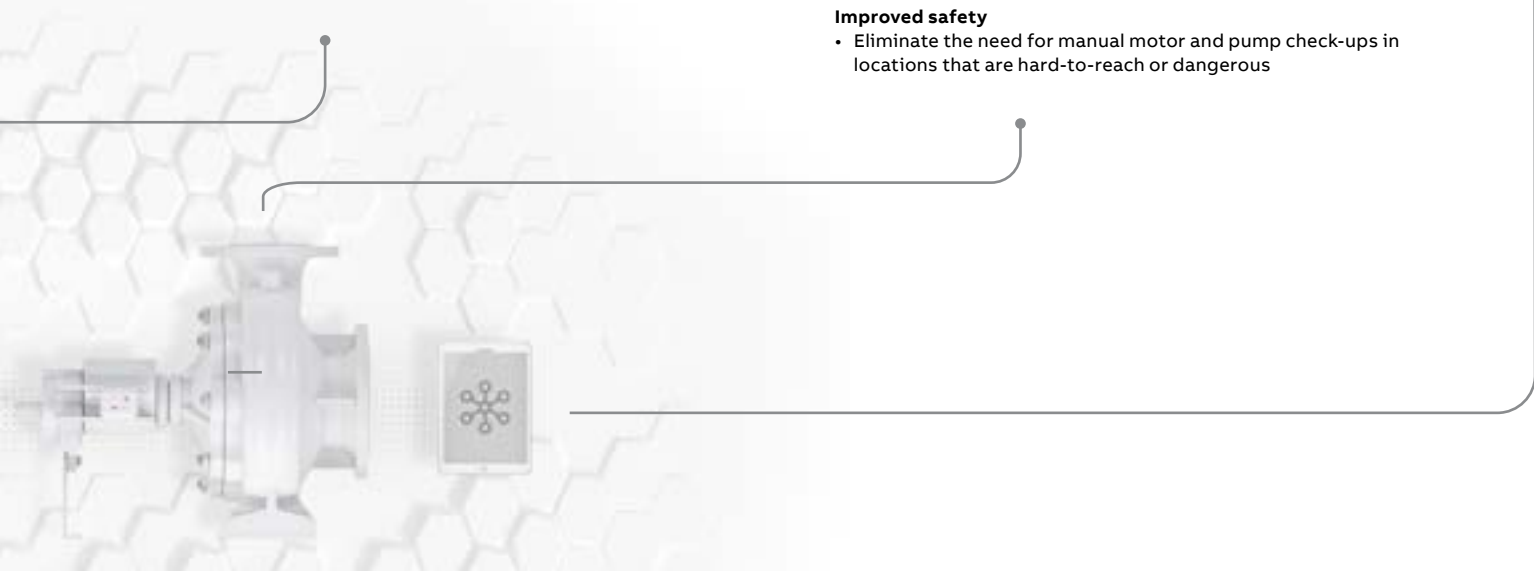 Improved safety
• Eliminate the need for manual motor and pump check-ups in
locations that are hard-to-reach or dangerous